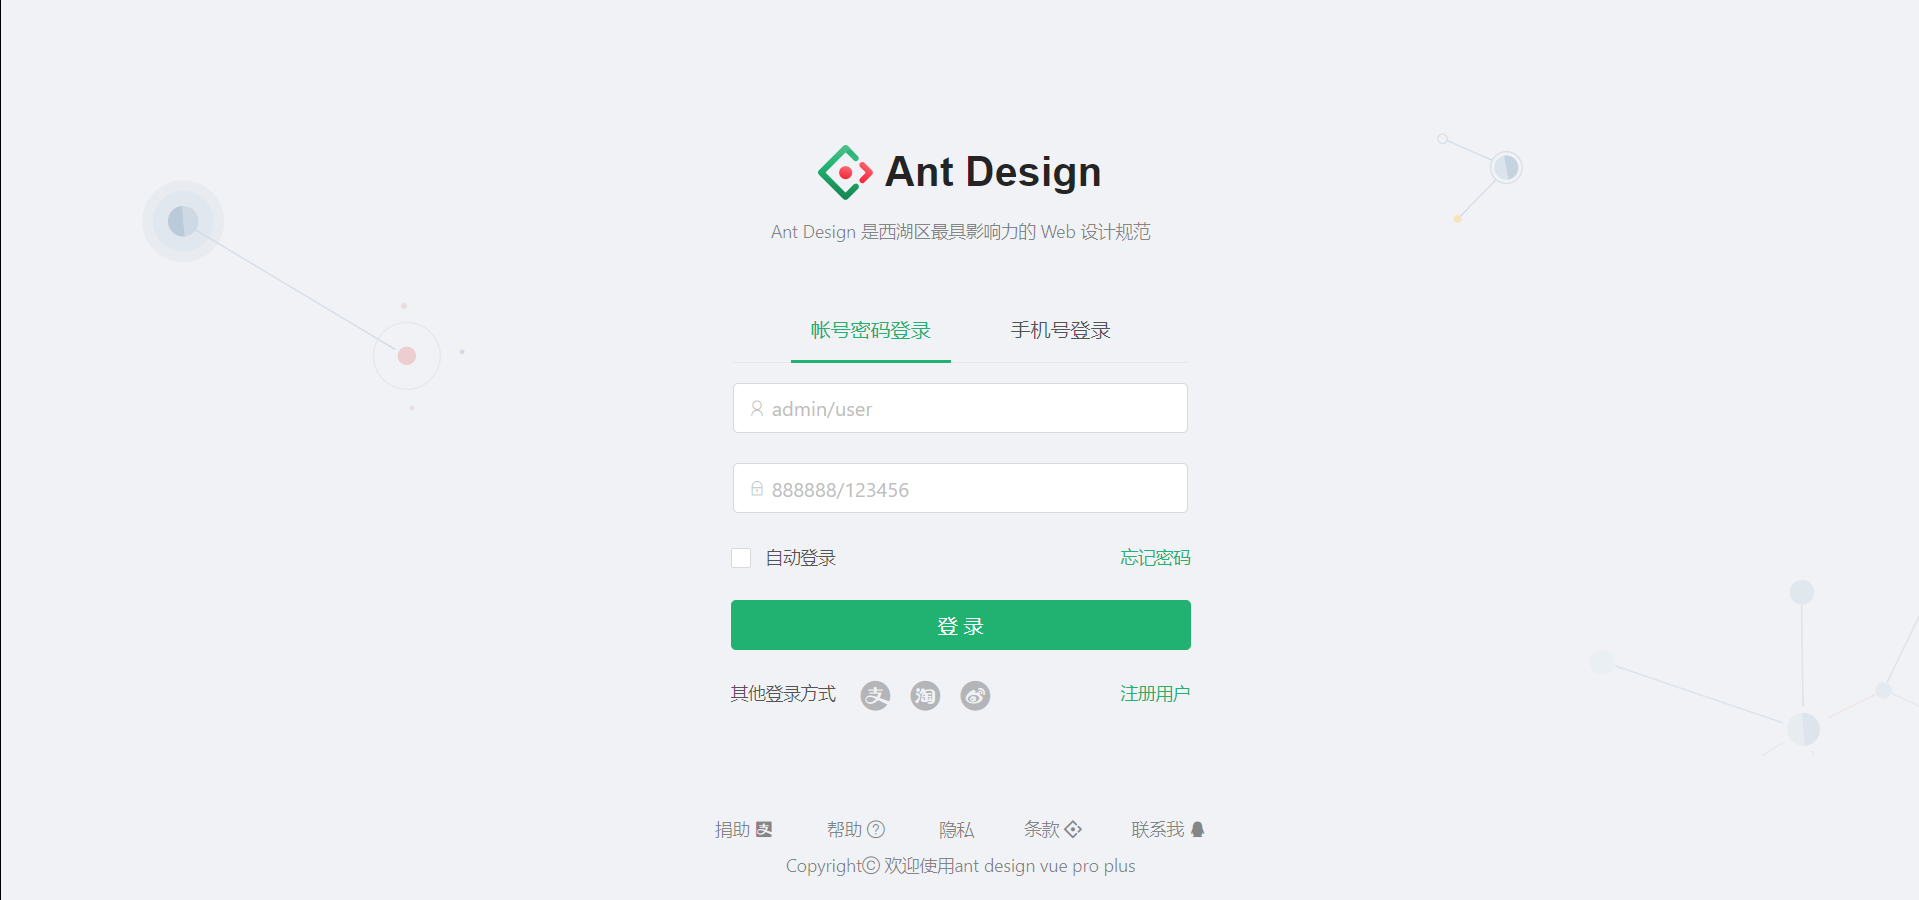 Ant Design
Ant Design 是西湖区最具影响力的 Web 设计规范
帐号密码登录 手机号登录
admin/user
888888/123456
自动登录 忘记密码
登 录
其他登录方式 支 淘 注册用户
捐助 支 帮助 ? 隐私 条款 联系我
Copyright© 欢迎使用ant design vue pro plus